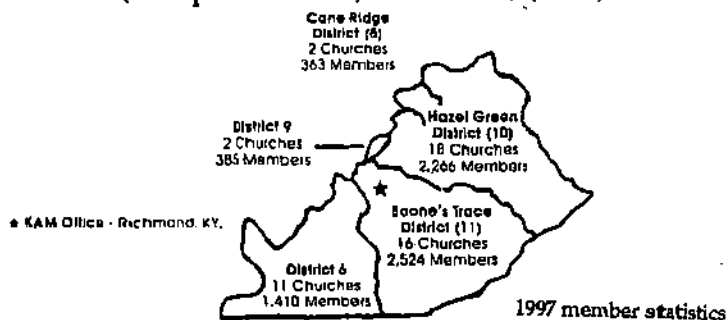 Cane Ridge
District (8)
2 Churches
363 Members
Hazel Green
District (10)
18 Churches
2,266 Members
District 9
2 Churches
385 Members
★ KAM Office - Richmond, KY.
Boone's Trace
District (11)
16 Churches
2,524 Members
District 6
11 Churches
1,410 Members
1997 member statistics